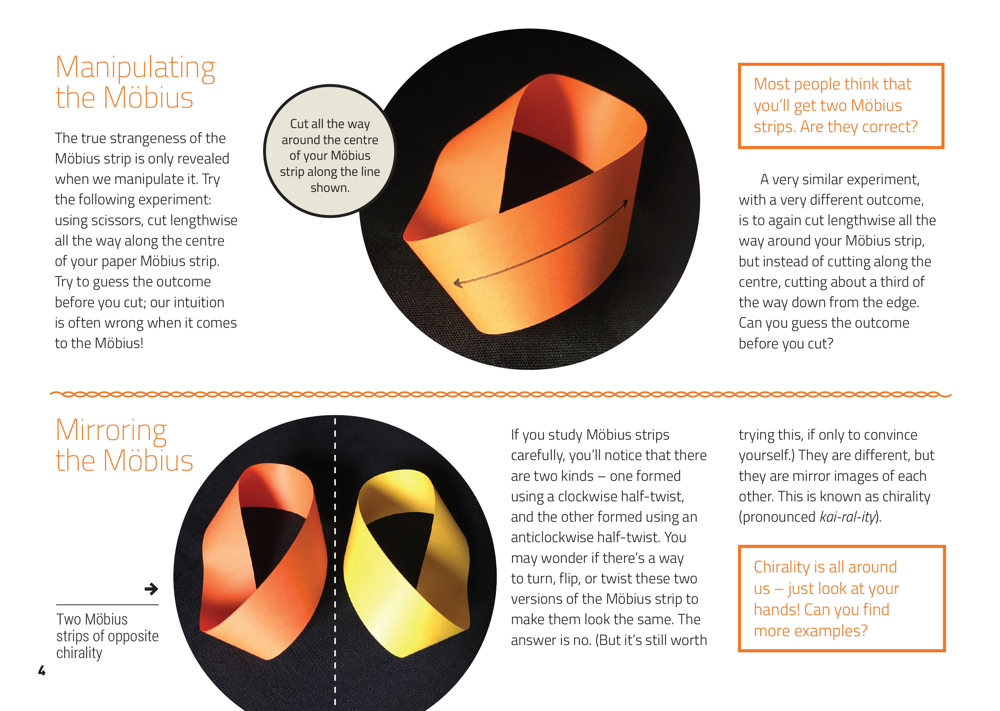 Manipulating
the Möbius
The true strangeness of the
Möbius strip is only revealed
when we manipulate it. Try
the following experiment:
using scissors, cut lengthwise
all the way along the centre
of your paper Möbius strip.
Try to guess the outcome
before you cut; our intuition
is often wrong when it comes
to the Möbius!
Cut all the way
around the centre
of your Möbius
strip along the line
shown.
Most people think that
you’ll get two Möbius
strips. Are they correct?
A very similar experiment,
with a very different outcome,
is to again cut lengthwise all the
way around your Möbius strip,
but instead of cutting along the
centre, cutting about a third of
the way down from the edge.
Can you guess the outcome
before you cut?
Mirroring
the Möbius
Two Möbius
strips of opposite
chirality
If you study Möbius strips
carefully, you’ll notice that there
are two kinds – one formed
using a clockwise half-twist,
and the other formed using an
anticlockwise half-twist. You
may wonder if there’s a way
to turn, flip, or twist these two
versions of the Möbius strip to
make them look the same. The
answer is no. (But it’s still worth
trying this, if only to convince
yourself.) They are different, but
they are mirror images of each
other. This is known as chirality
(pronounced kai-ral-ity).
Chirality is all around
us – just look at your
hands! Can you find
more examples?
4